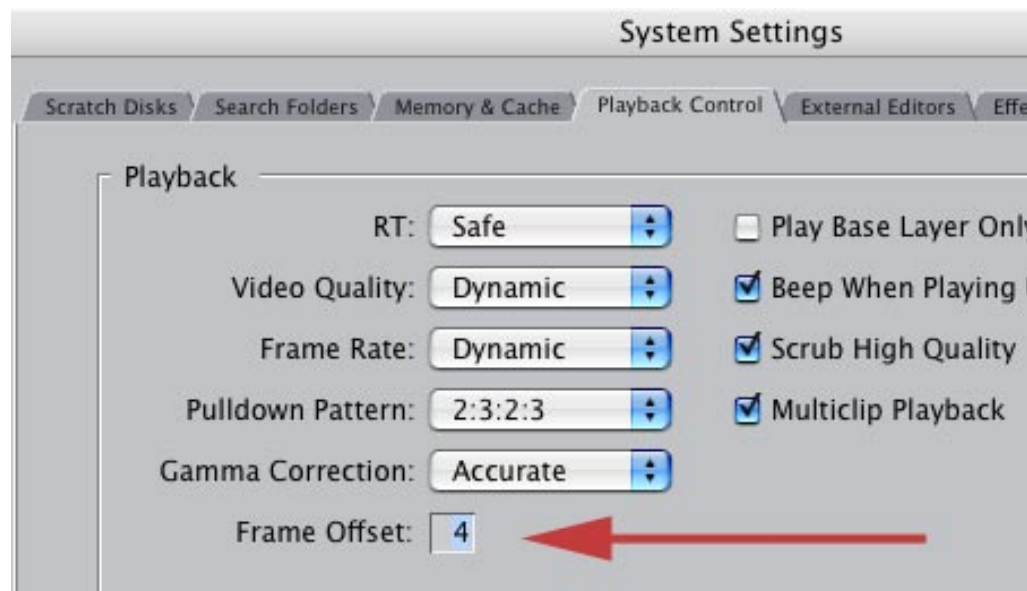 System Settings
Scratch Disks Search Folders Memory & Cache Playback Control External Editors Effe
Playback
RT: Safe Play Base Layer Only
Video Quality: Dynamic Beep When Playing
Frame Rate: Dynamic Scrub High Quality
Pulldown Pattern: 2:3:2:3 Multiclip Playback
Gamma Correction: Accurate
Frame Offset: 4